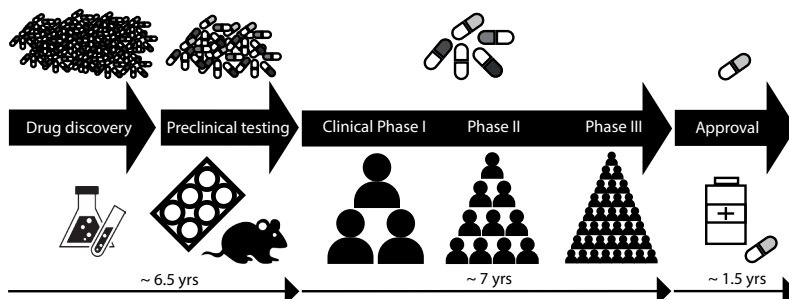 Drug discovery
Preclinical testing
Clinical Phase I
Phase II
Phase III
Approval
~ 6.5 yrs
~ 7 yrs
~ 1.5 yrs